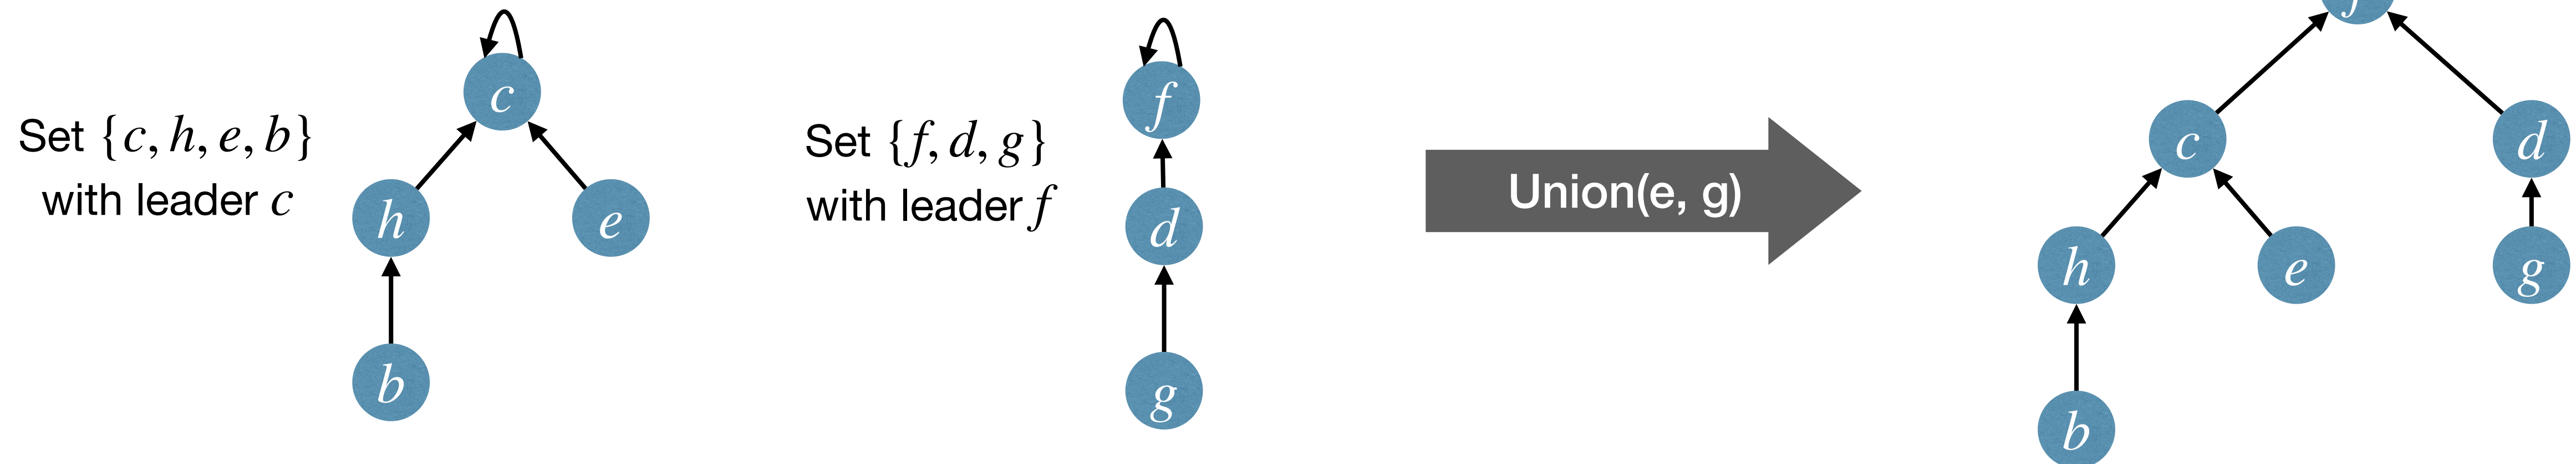 Set {c, h, e, b}
with leader c
c
h
e
b
Set {f, d, g}
with leader f
f
d
g
Union(e, g)
f
c
d
h
e
g
b